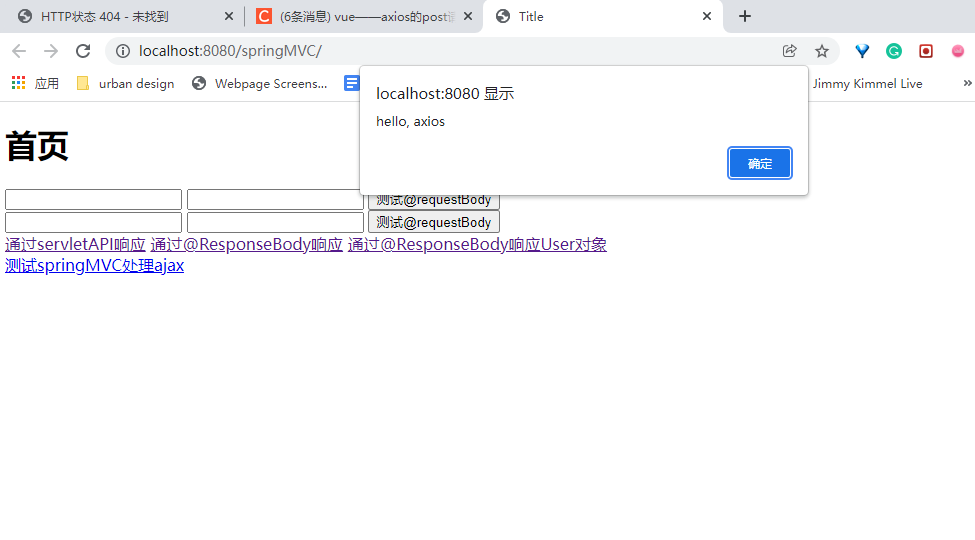 HTTP状态 404 - 未找到
(6条消息) vue——axios的post
Title
localhost:8080/springMVC/
应用
urban design
Webpage Screens...
Jimmy Kimmel Live
localhost:8080 显示
hello, axios
确定
首页
测试@requestBody
测试@requestBody
通过servletAPI响应 通过@ResponseBody响应 通过@ResponseBody响应User对象
测试springMVC处理ajax